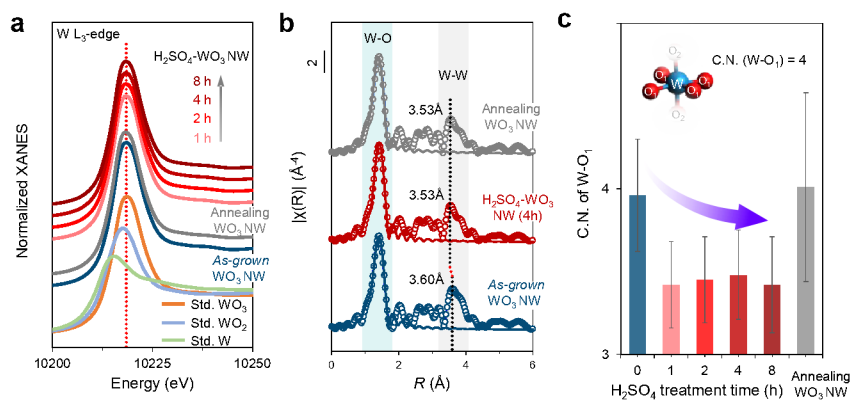 a
W L₃-edge
H₂SO₄-WO₃ NW
8 h
4 h
2 h
1 h
Annealing
WO₃ NW
As-grown
WO₃ NW
Std. WO₃
Std. WO₂
Std. W
Normalized XANES
10200
10225
10250
Energy (eV)
b
2
W-O
W-W
3.53Å
Annealing
WO₃ NW
3.53Å
H₂SO₄-WO₃
NW (4h)
3.60Å
As-grown
WO₃ NW
|χ(R)| (Å⁻⁴)
0
2
4
6
R (Å)
c
O₂
O₁
O₁
W
O₁
O₁
O₂
C.N. (W-O₁) = 4
C.N. of W-O₁
4
3
0
1
2
4
8
Annealing
WO₃ NW
H₂SO₄ treatment time (h)